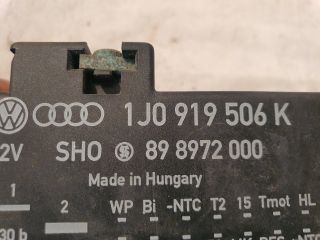 1J0 919 506 K
2V SHO 89 8972 000
Made in Hungary
1 2 WP Bi -NTC T2 15 Tmot HL
30 b